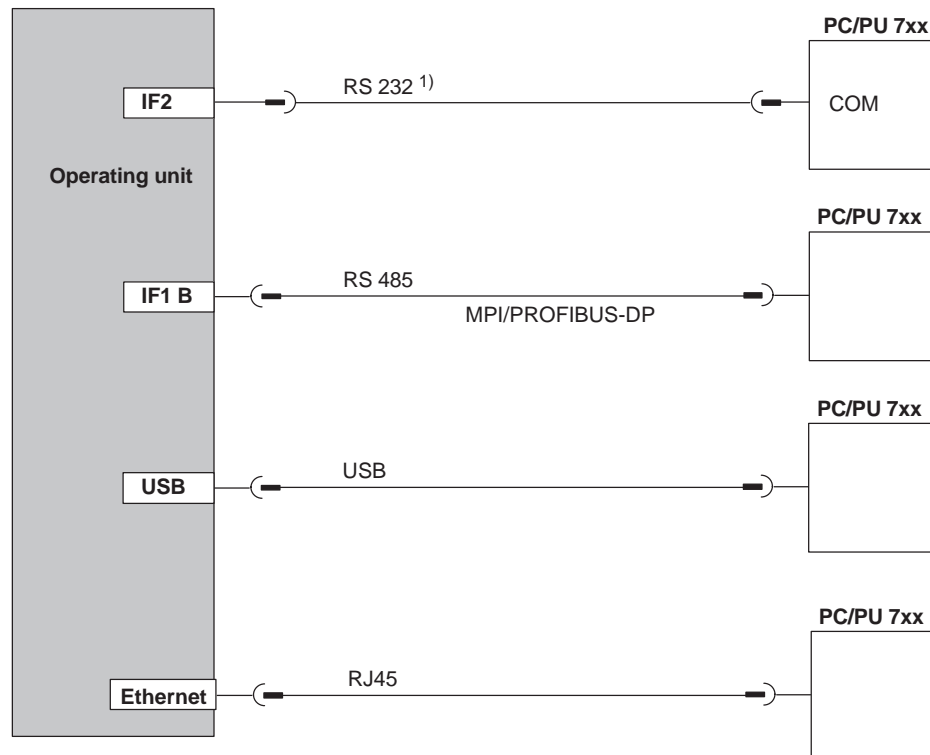 PC/PU 7xx
IF2
RS 232 1)
COM
Operating unit
PC/PU 7xx
IF1 B
RS 485
MPI/PROFIBUS-DP
PC/PU 7xx
USB
USB
PC/PU 7xx
Ethernet
RJ45